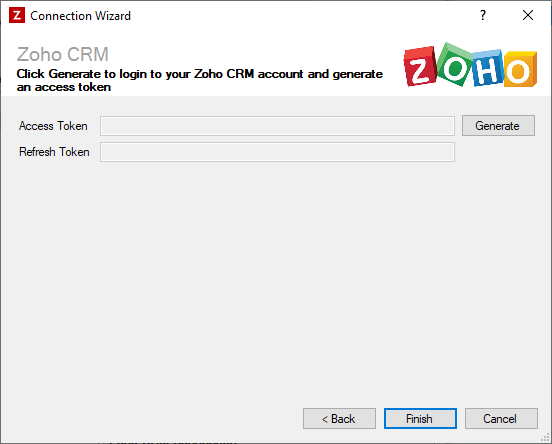 Z Connection Wizard ?
Zoho CRM
Click Generate to login to your Zoho CRM account and generate
an access token
ZOHO
Access Token
Generate
Refresh Token
< Back
Finish
Cancel